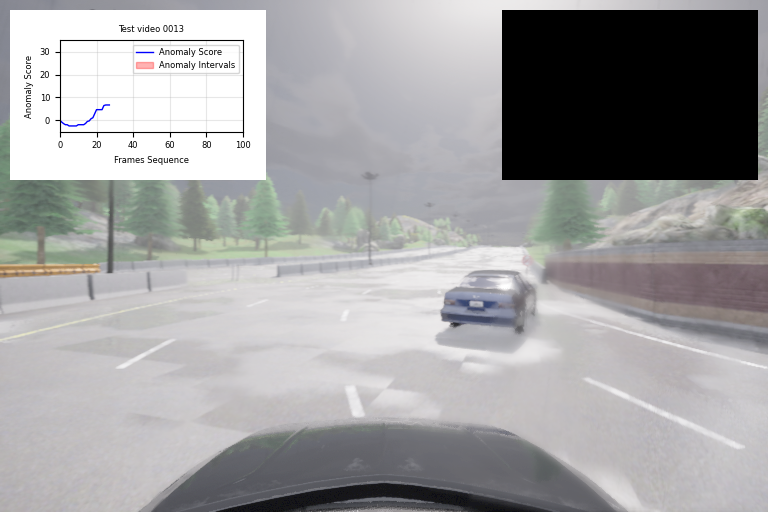 Test video 0013
Anomaly Score
Anomaly Intervals
Anomaly Score
30
20
10
0
0 20 40 60 80 100
Frames Sequence